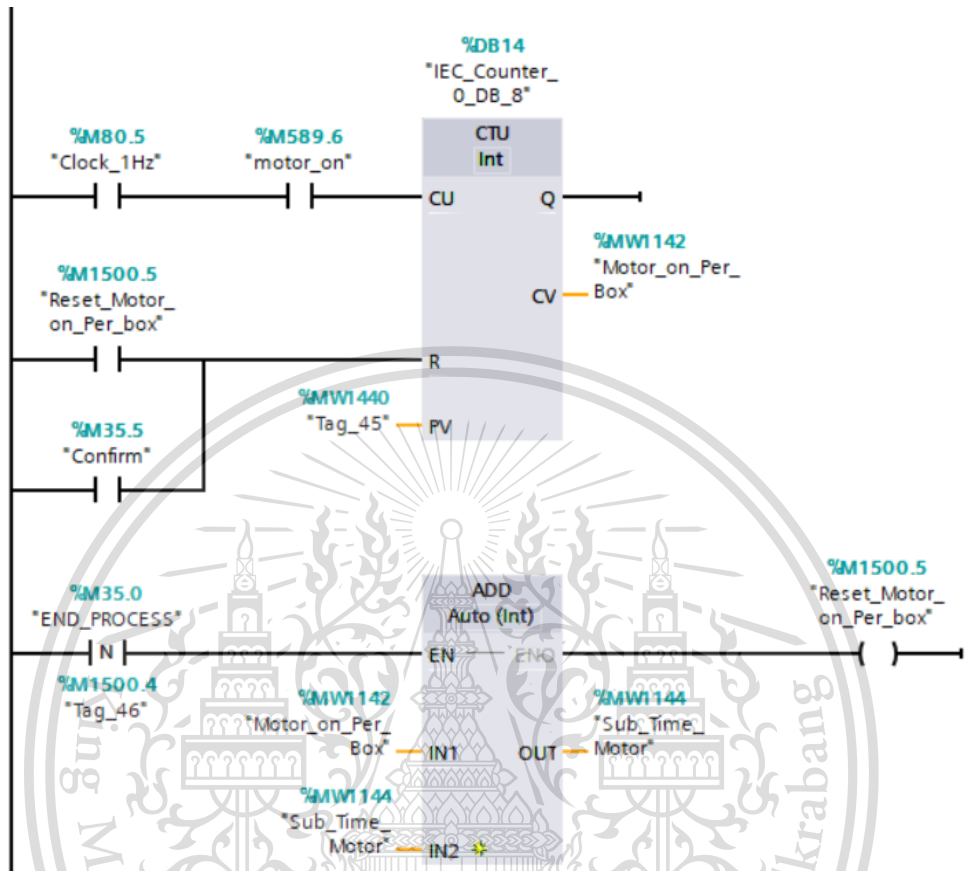 %DB14
"IEC_Counter_
0_DB_8"
CTU
Int
%M80.5
"Clock_1Hz"
%M589.6
"motor_on"
CU
Q
%MW1142
"Motor_on_Per_
Box"
CV
%M1500.5
"Reset_Motor_
on_Per_box"
R
%MW1440
"Tag_45"
PV
%M35.5
"Confirm"
%M35.0
"END_PROCESS"
N
%M1500.4
"Tag_46"
ADD
Auto (Int)
EN
ENO
%M1500.5
"Reset_Motor_
on_Per_box"
%MW1142
"Motor_on_Per_
Box"
IN1
OUT
%MW1144
"Sub_Time_
Motor"
%MW1144
"Sub_Time_
Motor"
IN2
krabang